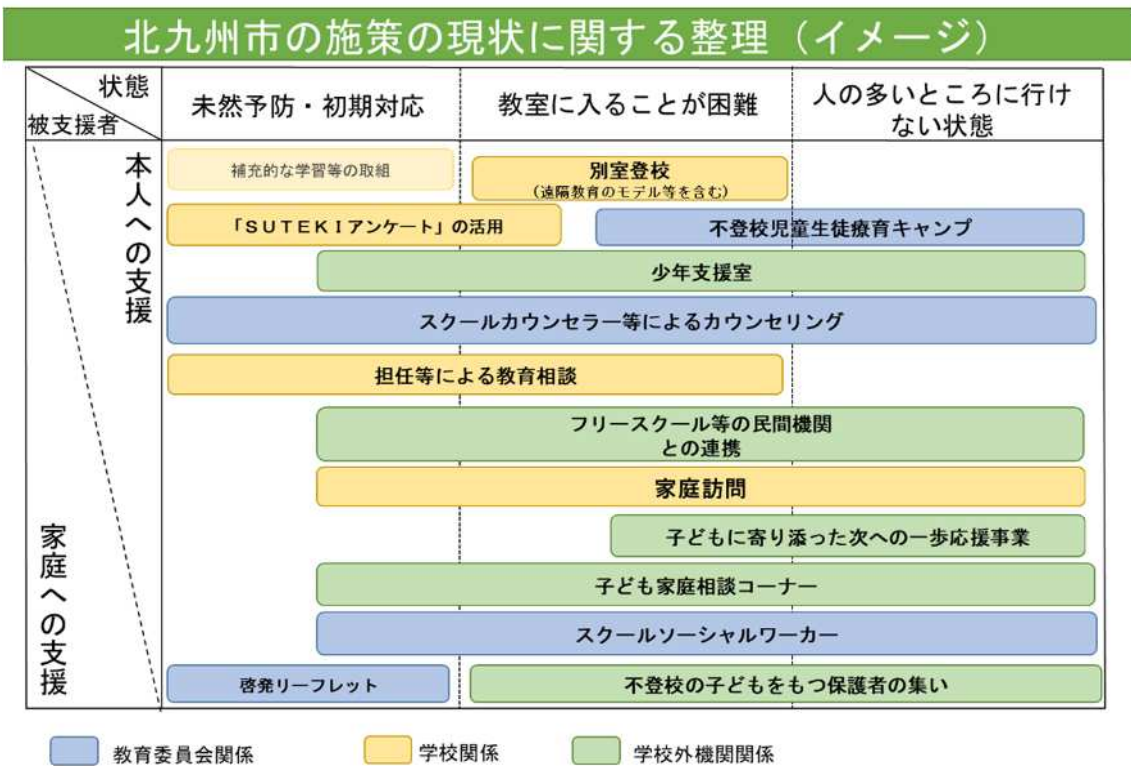 北九州市の施策の現状に関する整理（イメージ）
状態
被支援者
未然予防・初期対応
教室に入ることが困難
人の多いところに行け
ない状態
本人への支援
家庭への支援
補充的な学習等の取組
別室登校
（遠隔教育のモデル等を含む）
「ＳＵＴＥＫＩアンケート」の活用
不登校児童生徒療育キャンプ
少年支援室
スクールカウンセラー等によるカウンセリング
担任等による教育相談
フリースクール等の民間機関
との連携
家庭訪問
子どもに寄り添った次への一歩応援事業
子ども家庭相談コーナー
スクールソーシャルワーカー
啓発リーフレット
不登校の子どもをもつ保護者の集い
教育委員会関係
学校関係
学校外機関関係